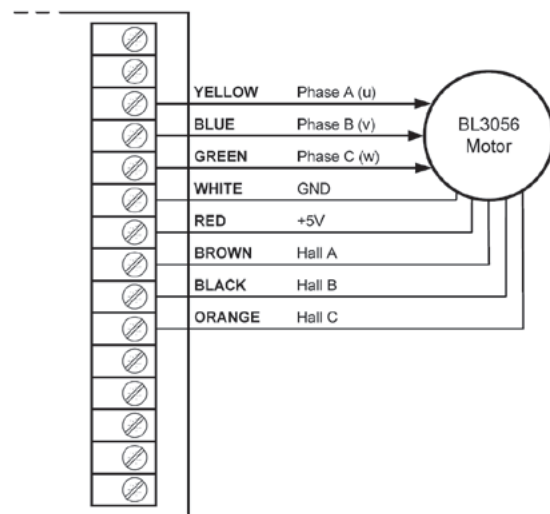 YELLOW Phase A (u)
BLUE Phase B (v)
GREEN Phase C (w)
WHITE GND
RED +5V
BROWN Hall A
BLACK Hall B
ORANGE Hall C
BL3056
Motor